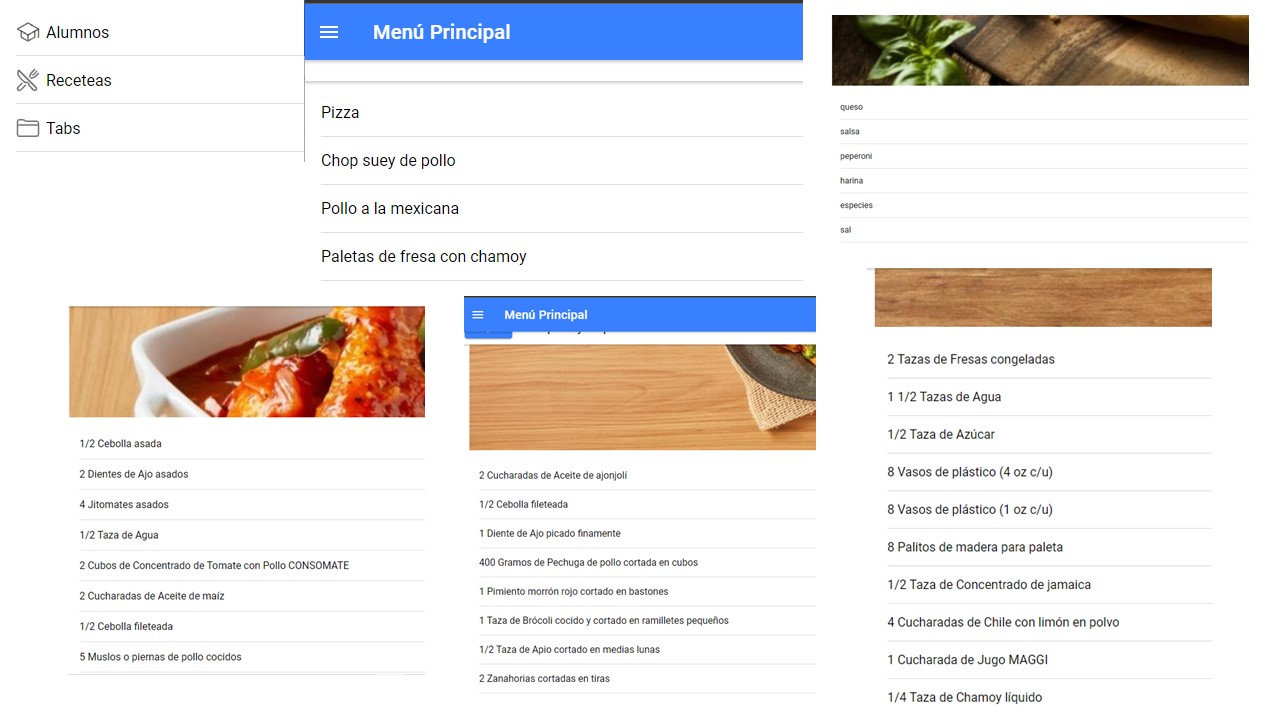 Alumnos
Receteas
Tabs
Menú Principal
Pizza
Chop suey de pollo
Pollo a la mexicana
Paletas de fresa con chamoy
queso
salsa
peperoni
harina
especies
sal
1/2 Cebolla asada
2 Dientes de Ajo asados
4 Jitomates asados
1/2 Taza de Agua
2 Cubos de Concentrado de Tomate con Pollo CONSOMATE
2 Cucharadas de Aceite de maíz
1/2 Cebolla fileteada
5 Muslos o piernas de pollo cocidos
Menú Principal
2 Cucharadas de Aceite de ajonjolí
1/2 Cebolla fileteada
1 Diente de Ajo picado finamente
400 Gramos de Pechuga de pollo cortada en cubos
1 Pimiento morrón rojo cortado en bastones
1 Taza de Brócoli cocido y cortado en ramilletes pequeños
1/2 Taza de Apio cortado en medias lunas
2 Zanahorias cortadas en tiras
2 Tazas de Fresas congeladas
1 1/2 Tazas de Agua
1/2 Taza de Azúcar
8 Vasos de plástico (4 oz c/u)
8 Vasos de plástico (1 oz c/u)
8 Palitos de madera para paleta
1/2 Taza de Concentrado de jamaica
4 Cucharadas de Chile con limón en polvo
1 Cucharada de Jugo MAGGI
1/4 Taza de Chamoy líquido